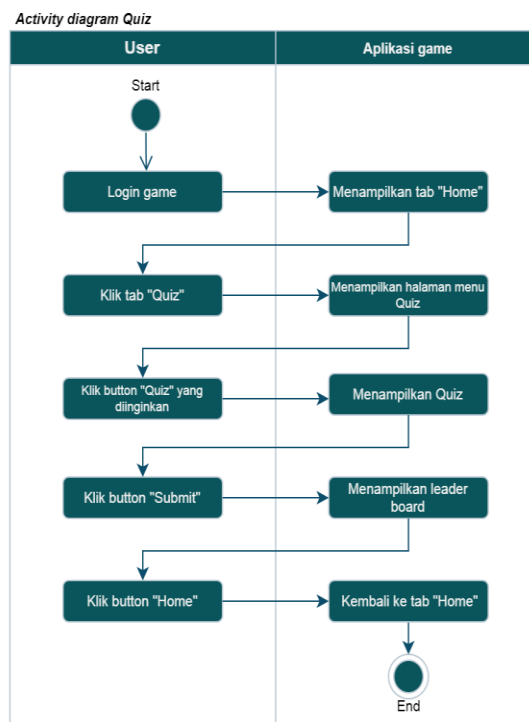 Activity diagram Quiz
User
Aplikasi game
Start
Login game
Menampilkan tab "Home"
Klik tab "Quiz"
Menampilkan halaman menu
Quiz
Klik button "Quiz" yang
diinginkan
Menampilkan Quiz
Klik button "Submit"
Menampilkan leader
board
Klik button "Home"
Kembali ke tab "Home"
End